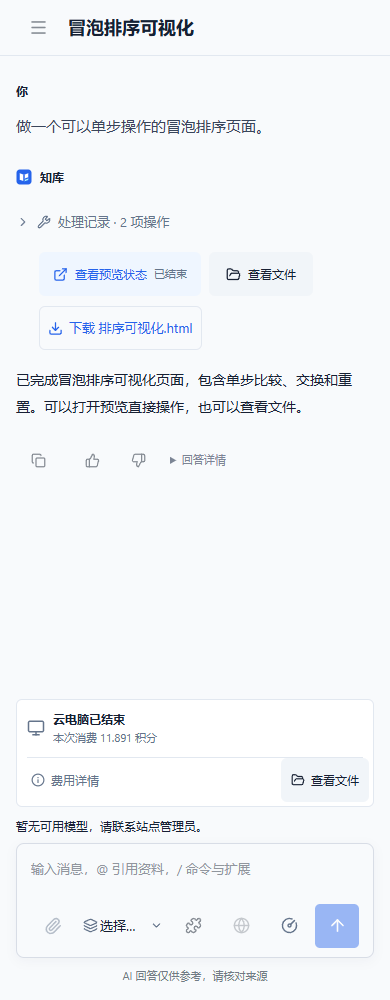 冒泡排序可视化
你
做一个可以单步操作的冒泡排序页面。
知库
处理记录 · 2 项操作
查看预览状态 已结束
查看文件
下载 排序可视化.html
已完成冒泡排序可视化页面，包含单步比较、交换和重
置。可以打开预览直接操作，也可以查看文件。
回答详情
云电脑已结束
本次消费 11.891 积分
费用详情
查看文件
暂无可用模型，请联系站点管理员。
输入消息，@ 引用资料，/ 命令与扩展
选择...
AI 回答仅供参考，请核对来源